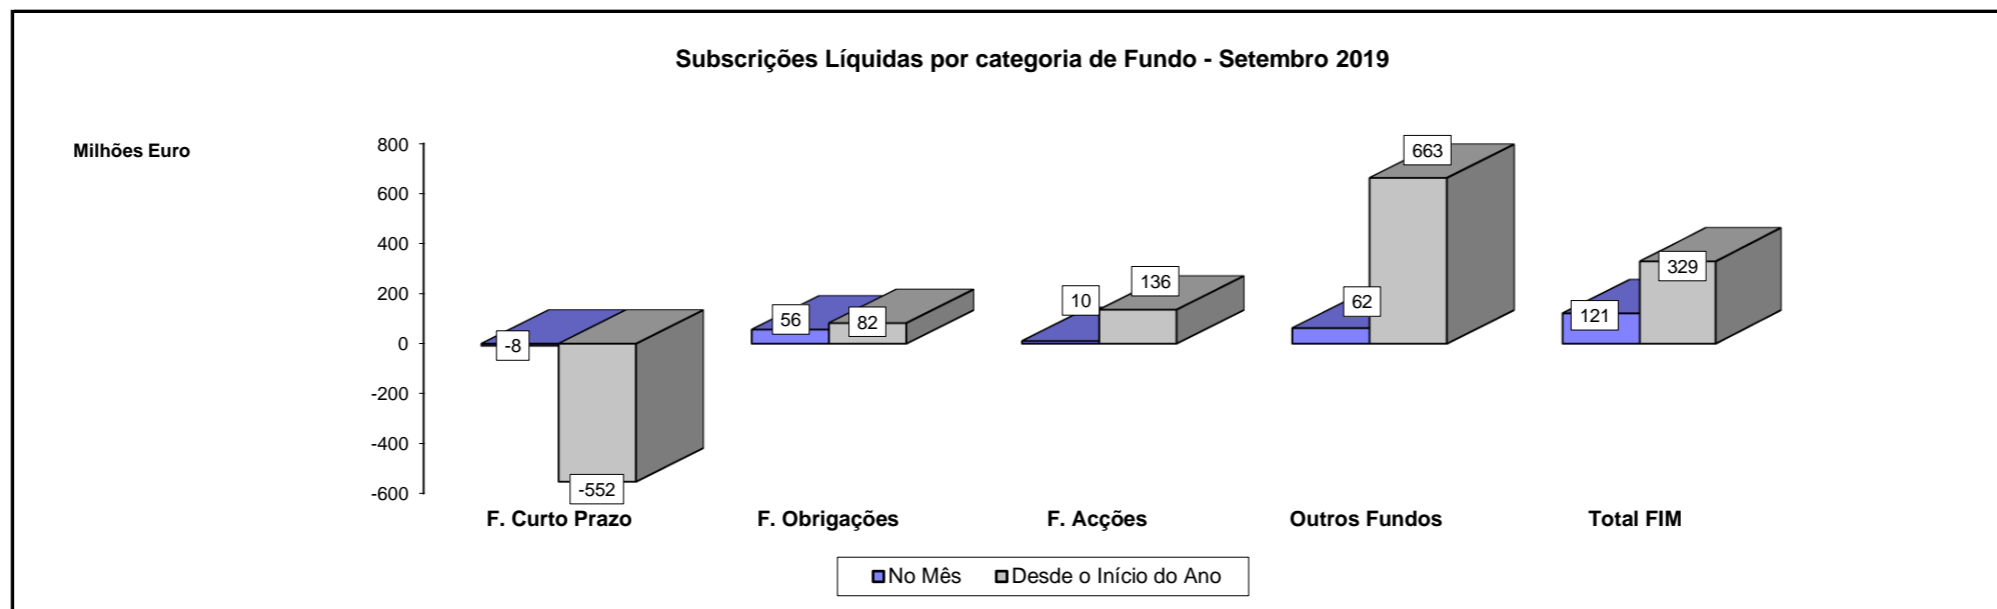 Subscrições Líquidas por categoria de Fundo - Setembro 2019
Milhões Euro
800
600
400
200
0
-200
-400
-600
-8
-552
56
82
10
136
62
663
121
329
F. Curto Prazo
F. Obrigações
F. Acções
Outros Fundos
Total FIM
No Mês
Desde o Início do Ano